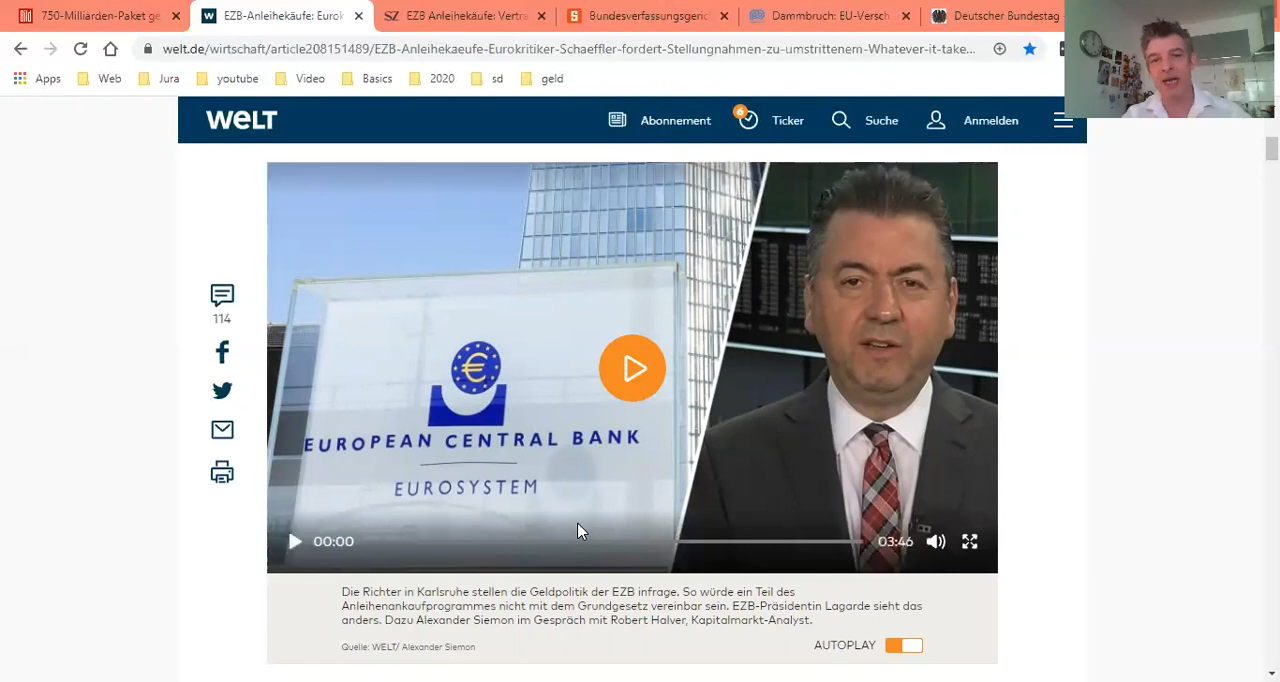 750-Milliarden-Paket ge
EZB-Anleihekäufe: Eurok
SZ EZB Anleihekäufe: Vertra
Bundesverfassungsgeric
Dammbruch: EU-Versch
Deutscher Bundestag
welt.de/wirtschaft/article208151489/EZB-Anleihekaeufe-Eurokritiker-Schaeffler-fordert-Stellungnahmen-zu-umstrittenem-Whatever-it-take...
Apps Web Jura youtube Video Basics 2020 sd geld
WELT
Abonnement
6
Ticker
Suche
Anmelden
114
EUROPEAN CENTRAL BANK
EUROSYSTEM
00:00
03:46
Die Richter in Karlsruhe stellen die Geldpolitik der EZB infrage. So würde ein Teil des
Anleihenankaufprogrammes nicht mit dem Grundgesetz vereinbar sein. EZB-Präsidentin Lagarde sieht das
anders. Dazu Alexander Siemon im Gespräch mit Robert Halver, Kapitalmarkt-Analyst.
AUTOPLAY
Quelle: WELT/ Alexander Siemon